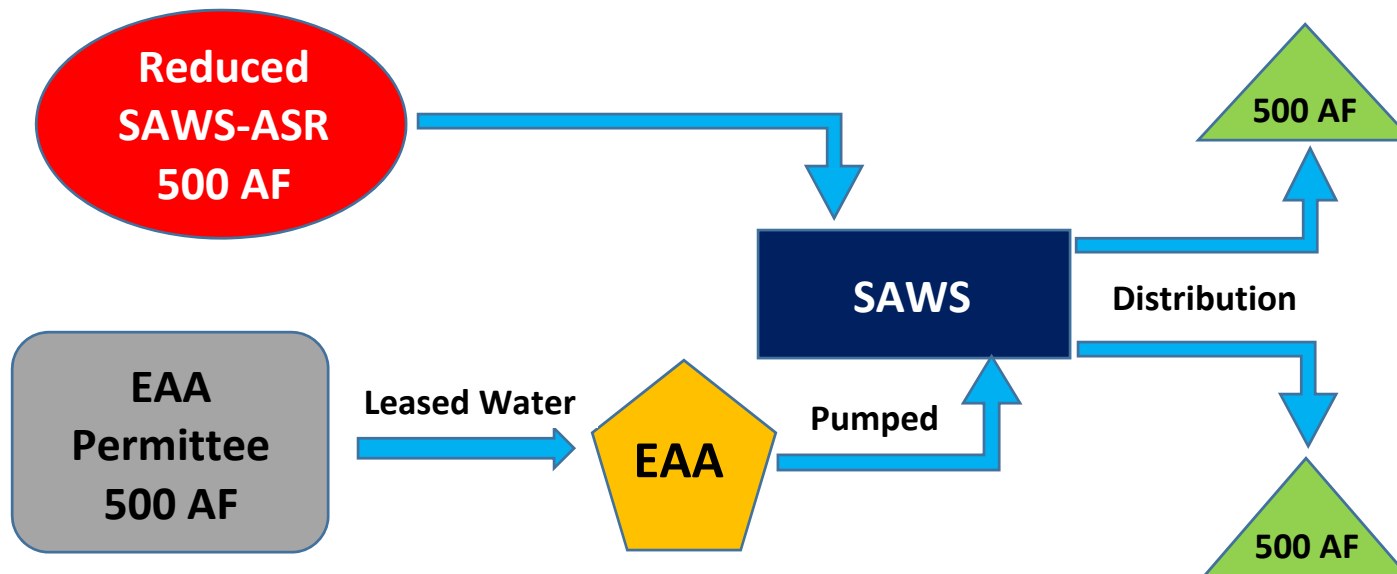 Reduced
SAWS-ASR
500 AF
500 AF
SAWS
Distribution
EAA
Permittee
500 AF
Leased Water
EAA
Pumped
500 AF